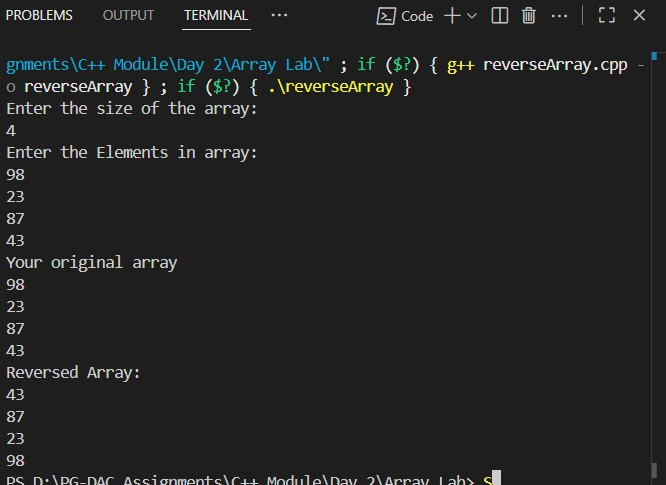 PROBLEMS OUTPUT TERMINAL ··· Code ···
gnments\C++ Module\Day 2\Array Lab\" ; if ($?) { g++ reverseArray.cpp -
o reverseArray } ; if ($?) { .\reverseArray }
Enter the size of the array:
4
Enter the Elements in array:
98
23
87
43
Your original array
98
23
87
43
Reversed Array:
43
87
23
98
PS D:\PG-DAC Assignments\C++ Module\Day 2\Array Lab> S